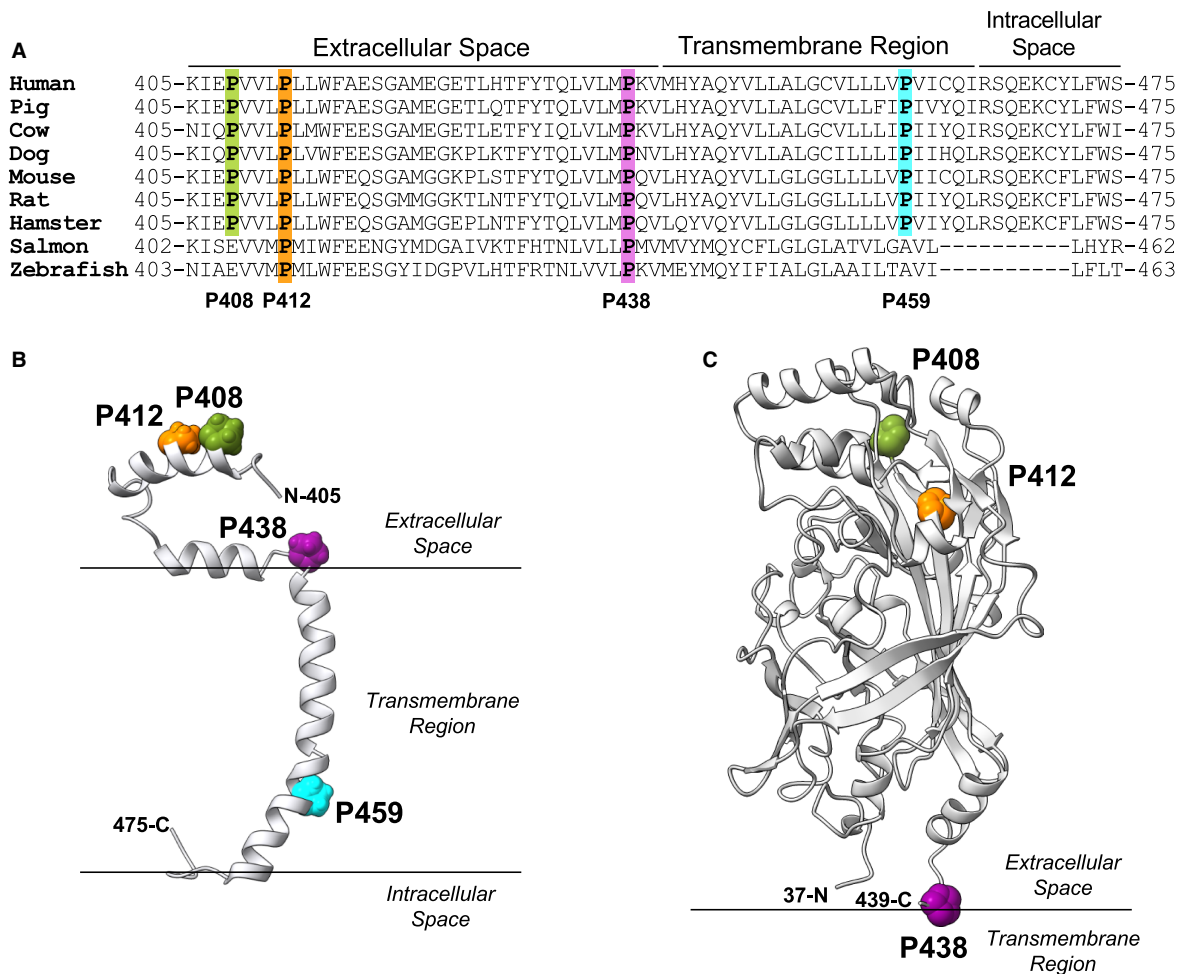 A
Extracellular Space
Transmembrane Region
Intracellular
Space
Human 405-KIEPVVLPLLWFAESGAMEGETLHTFYTQLVLMPKVMHYAQYVLLALGCVLLLVPVICQIRSQEKCYLFWS-475
Pig 405-KIEPVVLPLLWFAESGAMEGETLQTFYTQLVLMPKVLHYAQYVLLALGCVLLFIPIVYQIRSQEKCYLFWS-475
Cow 405-NIQPVVLPLMWFEESGAMEGETLETFYIQLVLMPKVLHYAQYVLLALGCVLLLIPIIYQIRSQEKCYLFWI-475
Dog 405-KIQPVVLPLVWFEESGAMEGKPLKTFYTQLVLMPNVLHYAQYVLLALGCILLLIPIIHQLRSQEKCYLFWS-475
Mouse 405-KIEPVVLPLLWFEQSGAMGGKPLSTFYTQLVLMPQVLHYAQYVLLGLGGLLLLVPIICQLRSQEKCFLFWS-475
Rat 405-KIEPVVLPLLWFEQSGMMGGKTLNTFYTQLVLMPQVLHYAQYVLLGLGGLLLLVPIIYQLRSQEKCFLFWS-475
Hamster 405-KIEPVVLPLLWFEQSGAMGGEPLNTFYTQLVLMPQVLQYVQYVLLGLGGLLLLVPIIYQLRSQEKCFLFWS-475
Salmon 402-KISEVVMPMIWFEENGYMDGAIVKTFHTNLVLLPMVMVYMQYCFLGLGLATVLGAVL----------LHYR-462
Zebrafish 403-NIAEVVMPMLWFEESGYIDGPVLHTFRTNLVVLPKVMEYMQYIFIALGLAAILTAVI----------LFLT-463
P408 P412 P438 P459
B
P412
P408
N-405
P438
Extracellular
Space
Transmembrane
Region
P459
475-C
Intracellular
Space
C
P408
P412
37-N
439-C
Extracellular
Space
P438
Transmembrane
Region